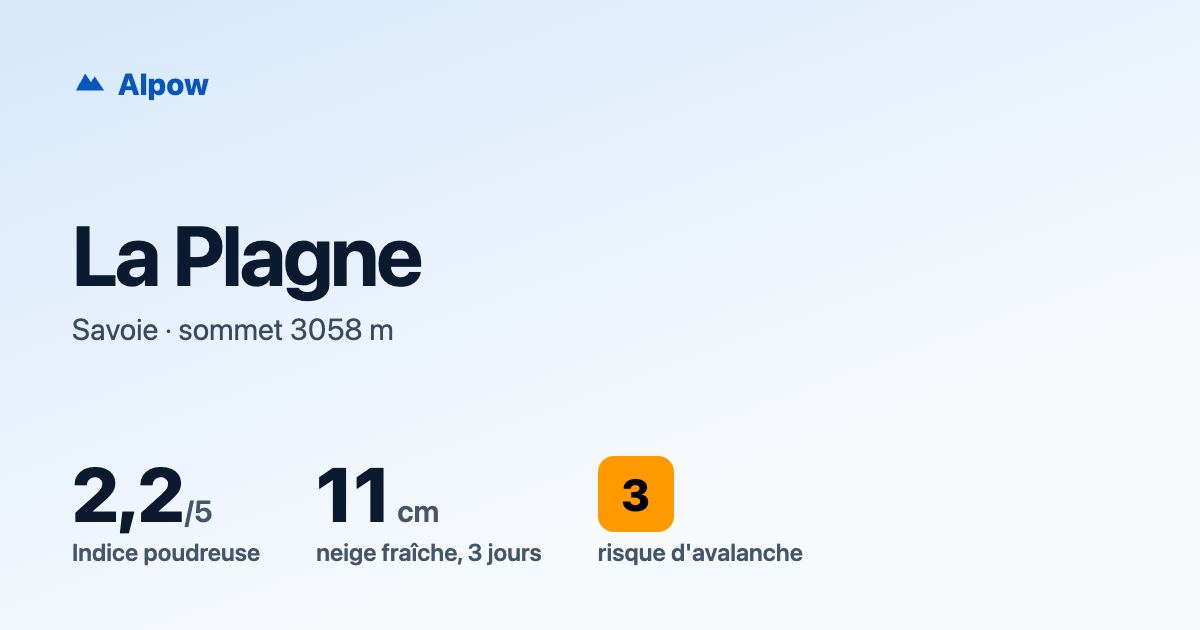 Alpow
La Plagne
Savoie · sommet 3058 m
2,2/5
Indice poudreuse
11 cm
neige fraîche, 3 jours
3
risque d'avalanche